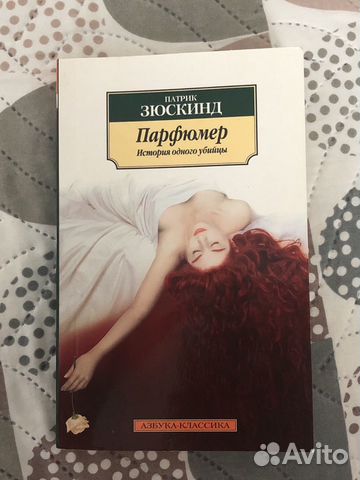 ПАТРИК
ЗЮСКИНД
Парфюмер
История одного убийцы
АЗБУКА-КЛАССИКА
Avito